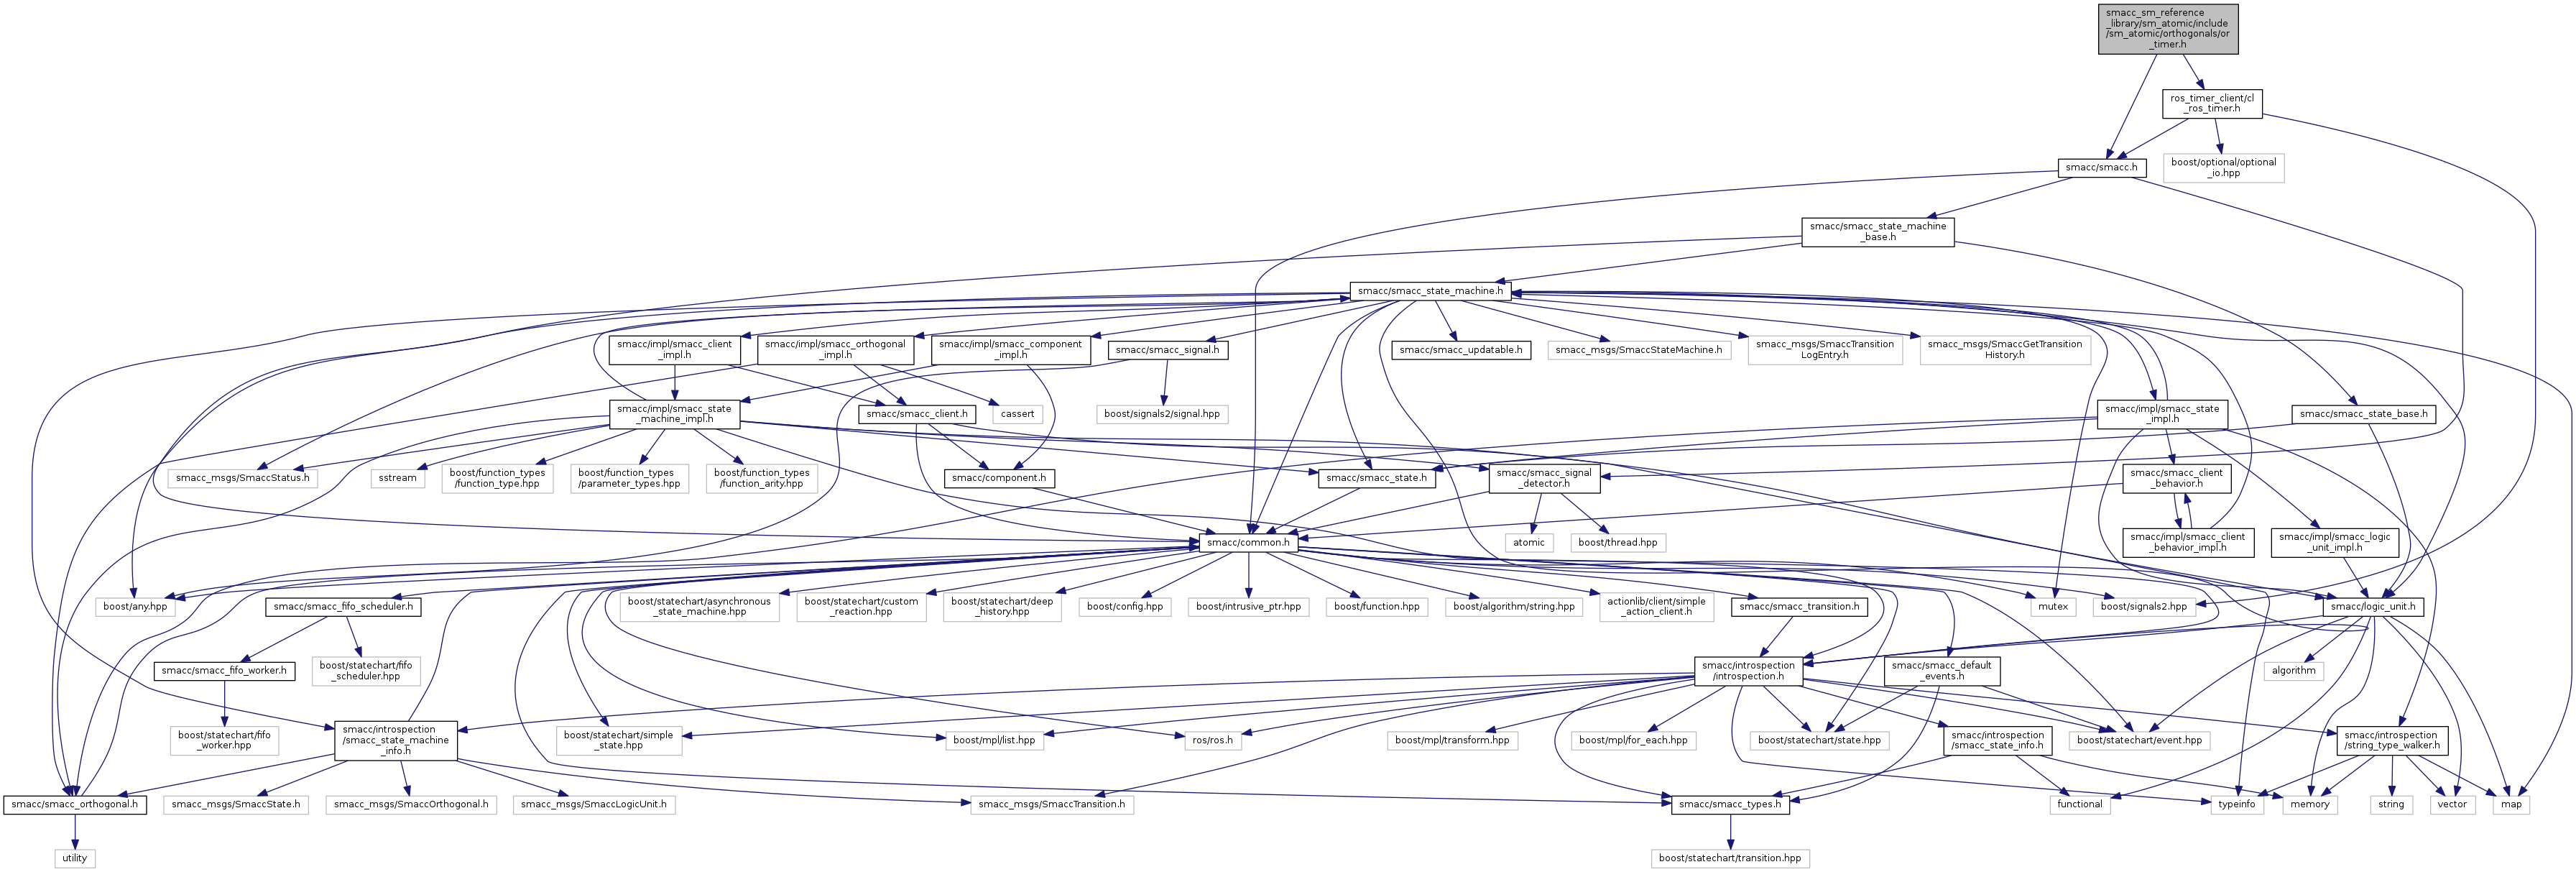 smacc_sm_reference
_library/sm_atomic/include
/sm_atomic/orthogonals/or
_timer.h
ros_timer_client/cl
_ros_timer.h
smacc/smacc.h
boost/optional/optional
_io.hpp
smacc/smacc_state_machine
_base.h
smacc/smacc_state_machine.h
smacc/impl/smacc_client
_impl.h
smacc/impl/smacc_orthogonal
_impl.h
smacc/impl/smacc_component
_impl.h
smacc/smacc_signal.h
smacc/smacc_updatable.h
smacc_msgs/SmaccStateMachine.h
smacc_msgs/SmaccTransition
LogEntry.h
smacc_msgs/SmaccGetTransition
History.h
smacc/impl/smacc_state
_machine_impl.h
smacc/smacc_client.h
cassert
boost/signals2/signal.hpp
smacc/impl/smacc_state
_impl.h
smacc/smacc_state_base.h
smacc_msgs/SmaccStatus.h
sstream
boost/function_types
/function_type.hpp
boost/function_types
/parameter_types.hpp
boost/function_types
/function_arity.hpp
smacc/component.h
smacc/smacc_state.h
smacc/smacc_signal
_detector.h
smacc/smacc_client
_behavior.h
smacc/common.h
atomic
boost/thread.hpp
smacc/impl/smacc_client
_behavior_impl.h
smacc/impl/smacc_logic
_unit_impl.h
boost/any.hpp
smacc/smacc_fifo_scheduler.h
boost/statechart/asynchronous
_state_machine.hpp
boost/statechart/custom
_reaction.hpp
boost/statechart/deep
_history.hpp
boost/config.hpp
boost/intrusive_ptr.hpp
boost/function.hpp
boost/algorithm/string.hpp
actionlib/client/simple
_action_client.h
smacc/smacc_transition.h
mutex
boost/signals2.hpp
smacc/logic_unit.h
smacc/smacc_fifo_worker.h
boost/statechart/fifo
_scheduler.hpp
smacc/introspection
/introspection.h
smacc/smacc_default
_events.h
algorithm
boost/statechart/fifo
_worker.hpp
smacc/introspection
/smacc_state_machine
_info.h
boost/statechart/simple
_state.hpp
boost/mpl/list.hpp
ros/ros.h
boost/mpl/transform.hpp
boost/mpl/for_each.hpp
boost/statechart/state.hpp
smacc/introspection
/smacc_state_info.h
boost/statechart/event.hpp
smacc/introspection
/string_type_walker.h
smacc/smacc_orthogonal.h
smacc_msgs/SmaccState.h
smacc_msgs/SmaccOrthogonal.h
smacc_msgs/SmaccLogicUnit.h
smacc_msgs/SmaccTransition.h
smacc/smacc_types.h
functional
typeinfo
memory
string
vector
map
utility
boost/statechart/transition.hpp